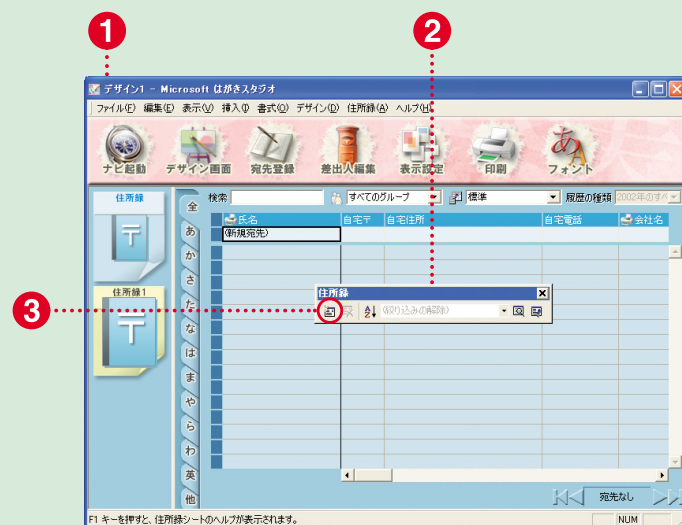 1
2
デザイン1 - Microsoft はがきスタジオ
ファイル(F) 編集(E) 表示(V) 挿入(I) 書式(O) デザイン(D) 住所録(A) ヘルプ(H)
ナビ起動 デザイン画面 宛先登録 差出人編集 表示設定 印刷 フォント
あA
住所録
〒
住所録1
〒
検索 すべてのグループ 標準 履歴の種類 2002年のすべ
氏名 自宅〒 自宅住所 自宅電話 会社名
(新規宛先)
全
あ
か
さ
た
な
は
ま
や
ら
わ
英
他
3
住所録
(絞り込みの解除)
宛先なし
F1 キーを押すと、住所録シートのヘルプが表示されます。 NUM